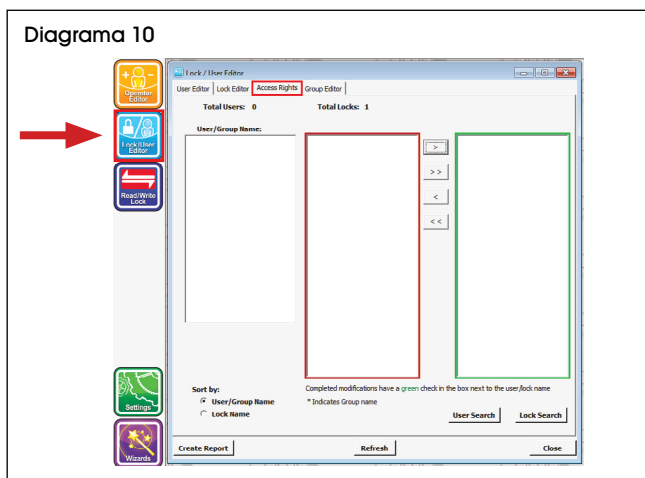 Diagrama 10
Operator
Editor
Lock/User
Editor
Read/Write
Lock
Settings
Wizards
Lock / User Editor
User Editor Lock Editor Access Rights Group Editor
Total Users: 0 Total Locks: 1
User/Group Name:
>
>>
<
<<
Sort by:
User/Group Name
Lock Name
Completed modifications have a green check in the box next to the user/lock name
* Indicates Group name
User Search Lock Search
Create Report Refresh Close